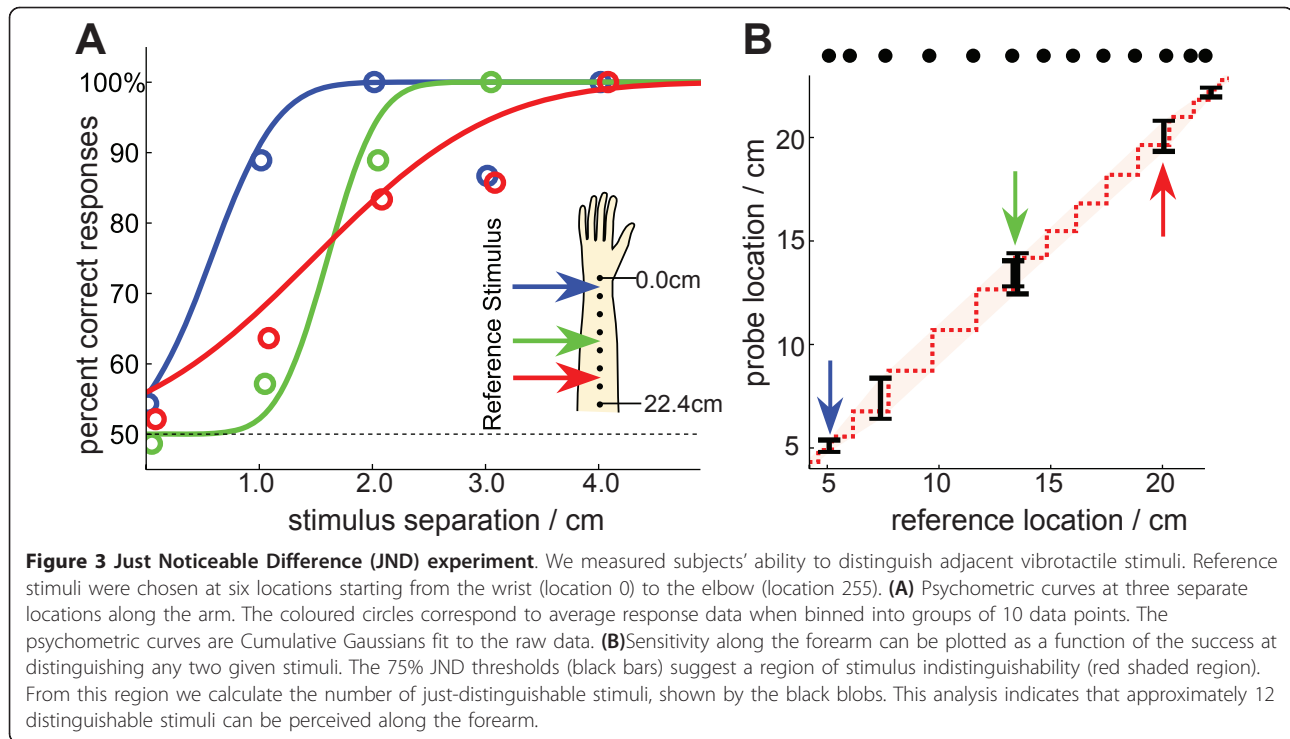 A
100%
90
80
70
60
50
percent correct responses
1.0
2.0
3.0
4.0
stimulus separation / cm
Reference Stimulus
0.0cm
22.4cm
B
20
15
10
5
probe location / cm
5
10
15
20
reference location / cm
Figure 3 Just Noticeable Difference (JND) experiment. We measured subjects' ability to distinguish adjacent vibrotactile stimuli. Reference
stimuli were chosen at six locations starting from the wrist (location 0) to the elbow (location 255). (A) Psychometric curves at three separate
locations along the arm. The coloured circles correspond to average response data when binned into groups of 10 data points. The
psychometric curves are Cumulative Gaussians fit to the raw data. (B)Sensitivity along the forearm can be plotted as a function of the success at
distinguishing any two given stimuli. The 75% JND thresholds (black bars) suggest a region of stimulus indistinguishability (red shaded region).
From this region we calculate the number of just-distinguishable stimuli, shown by the black blobs. This analysis indicates that approximately 12
distinguishable stimuli can be perceived along the forearm.